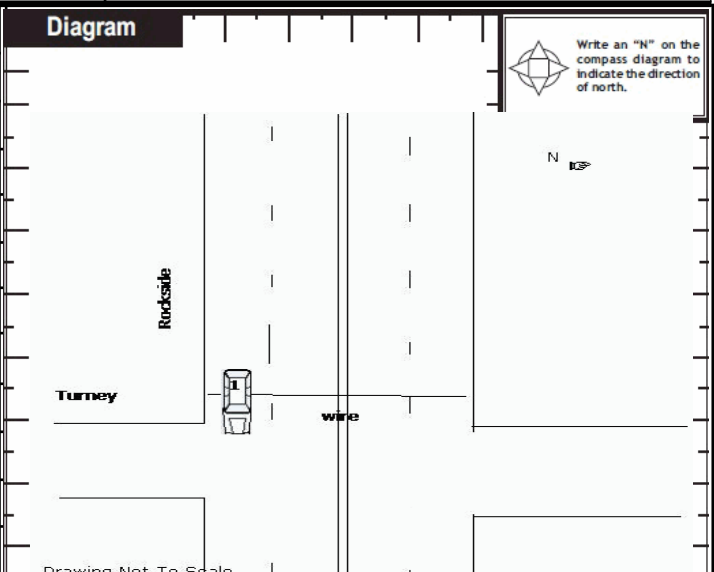 Diagram
Write an “N” on the
compass diagram to
indicate the direction
of north.
N
Rockside
1
Turney
wire
Drawing Not To Scale